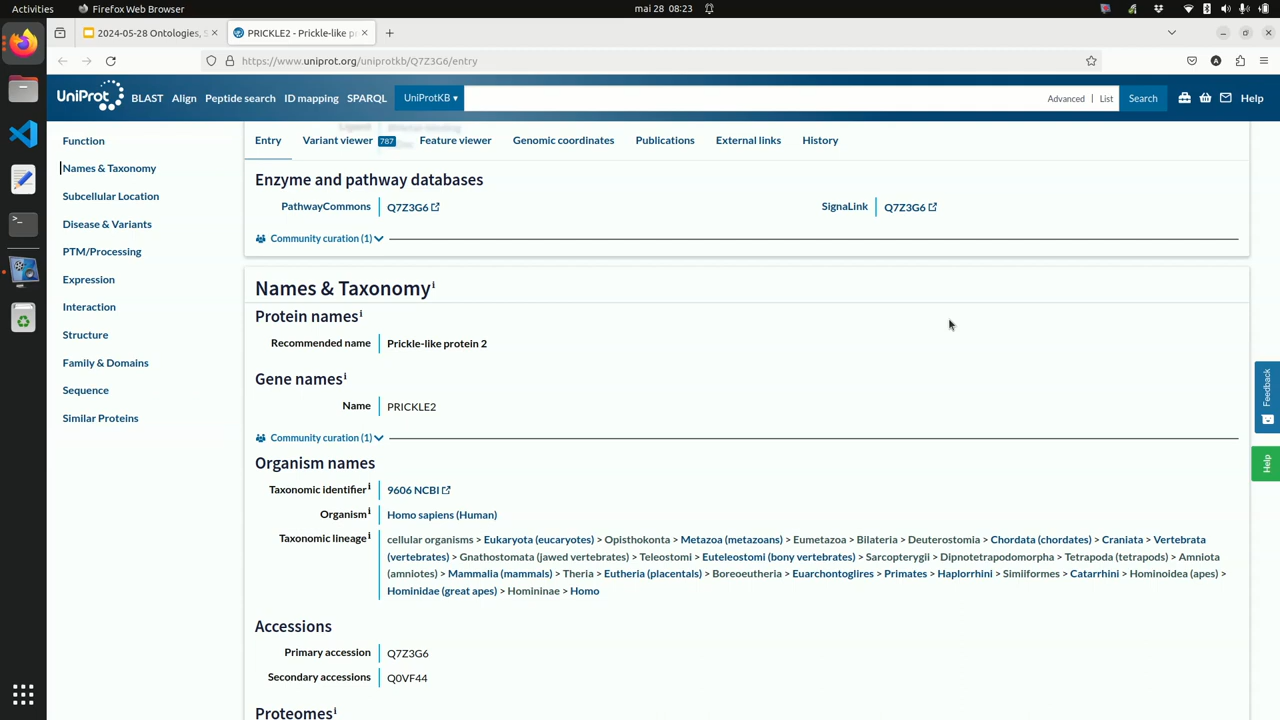 Activities
Firefox Web Browser
mai 28 08:23
2024-05-28 Ontologies, S
PRICKLE2 - Prickle-like p
https://www.uniprot.org/uniprotkb/Q7Z3G6/entry
UniProt BLAST Align Peptide search ID mapping SPARQL UniProtKB ▾ Advanced | List Search Help
Function
Names & Taxonomy
Subcellular Location
Disease & Variants
PTM/Processing
Expression
Interaction
Structure
Family & Domains
Sequence
Similar Proteins
Entry Variant viewer 787 Feature viewer Genomic coordinates Publications External links History
Enzyme and pathway databases
PathwayCommons Q7Z3G6
SignaLink Q7Z3G6
Community curation (1)
Names & Taxonomy i
Protein names i
Recommended name Prickle-like protein 2
Gene names i
Name PRICKLE2
Community curation (1)
Organism names
Taxonomic identifier i 9606 NCBI
Organism i Homo sapiens (Human)
Taxonomic lineage i cellular organisms > Eukaryota (eucaryotes) > Opisthokonta > Metazoa (metazoans) > Eumetazoa > Bilateria > Deuterostomia > Chordata (chordates) > Craniata > Vertebrata
(vertebrates) > Gnathostomata (jawed vertebrates) > Teleostomi > Euteleostomi (bony vertebrates) > Sarcopterygii > Dipnotetrapodomorpha > Tetrapoda (tetrapods) > Amniota
(amniotes) > Mammalia (mammals) > Theria > Eutheria (placentals) > Boreoeutheria > Euarchontoglires > Primates > Haplorrhini > Simiiformes > Catarrhini > Hominoidea (apes) >
Hominidae (great apes) > Homininae > Homo
Accessions
Primary accession Q7Z3G6
Secondary accessions Q0VF44
Proteomes i
Feedback
Help